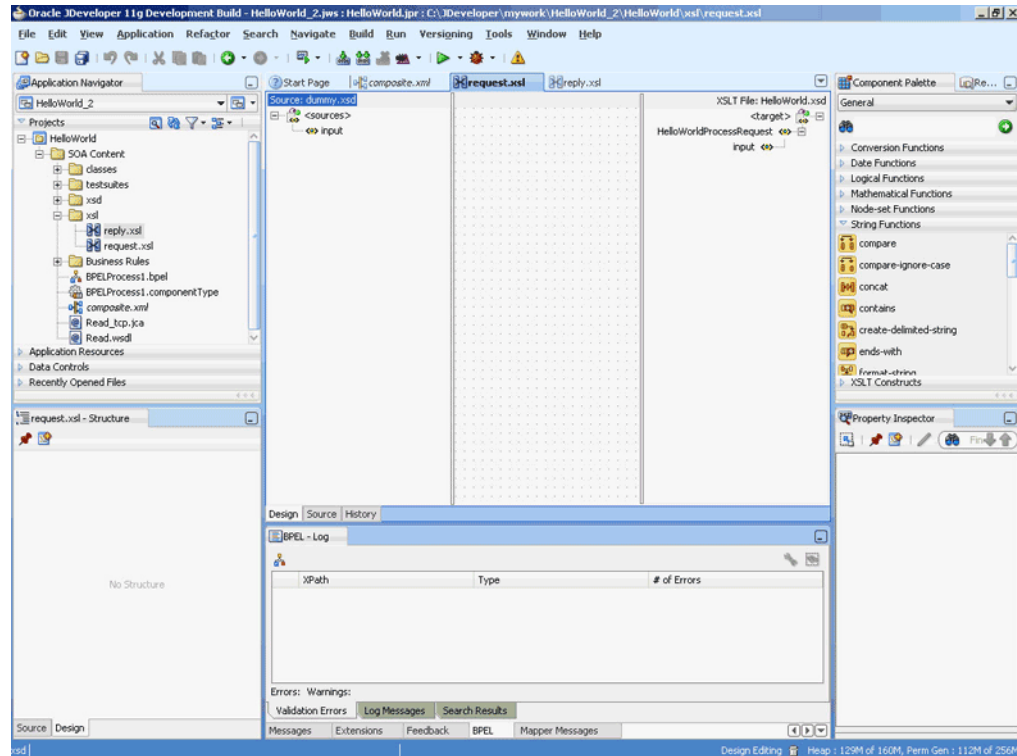 Oracle JDeveloper 11g Development Build - HelloWorld_2.jws : HelloWorld.jpr : C:\JDeveloper\mywork\HelloWorld_2\HelloWorld\xsl\request.xsl
File Edit View Application Refactor Search Navigate Build Run Versioning Tools Window Help
Application Navigator
HelloWorld_2
Projects
HelloWorld
SOA Content
classes
testsuites
xsd
xsl
reply.xsl
request.xsl
Business Rules
BPELProcess1.bpel
BPELProcess1.componentType
composite.xml
Read_tcp.jca
Read.wsdl
Application Resources
Data Controls
Recently Opened Files
request.xsl - Structure
No Structure
Source Design
Start Page composite.xml request.xsl reply.xsl
Source: dummy.xsd
<sources>
input
XSLT File: HelloWorld.xsd
<target>
HelloWorldProcessRequest
input
Design Source History
BPEL - Log
XPath Type # of Errors
Errors: Warnings:
Validation Errors Log Messages Search Results
Messages Extensions Feedback BPEL Mapper Messages
Component Palette Re...
General
Conversion Functions
Date Functions
Logical Functions
Mathematical Functions
Node-set Functions
String Functions
compare
compare-ignore-case
concat
contains
create-delimited-string
ends-with
format-string
XSLT Constructs
Property Inspector
Find
xsd
Design Editing Heap : 129M of 160M, Perm Gen : 112M of 256M